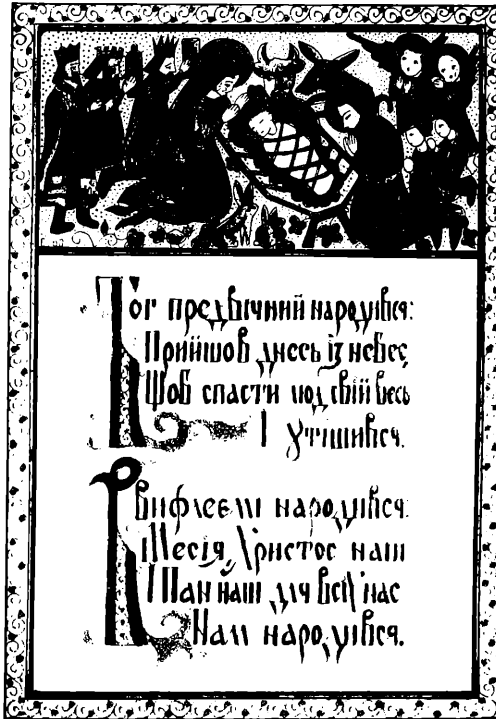 Бог предвічний народився:
Прийшов днесь із небес,
Щоб спасти люд свій весь
І утішився.
В Вифлеємі народився:
Месія, Христос наш
І Пан наш для всіх нас
Нам народився.